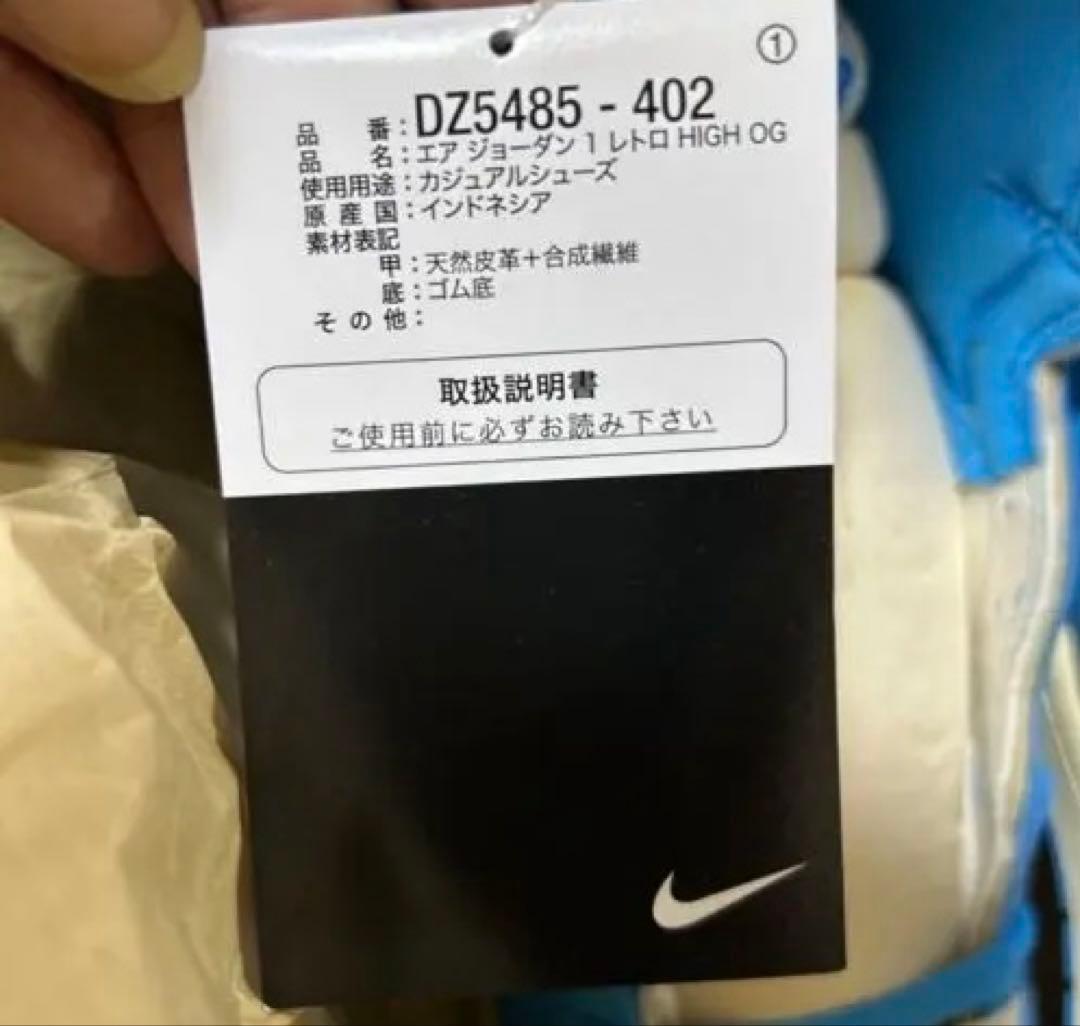 ①
品番:DZ5485 - 402
品名:エア ジョーダン 1 レトロ HIGH OG
使用用途:カジュアルシューズ
原産国:インドネシア
素材表記
甲:天然皮革+合成繊維
底:ゴム底
その他:
取扱説明書
ご使用前に必ずお読み下さい